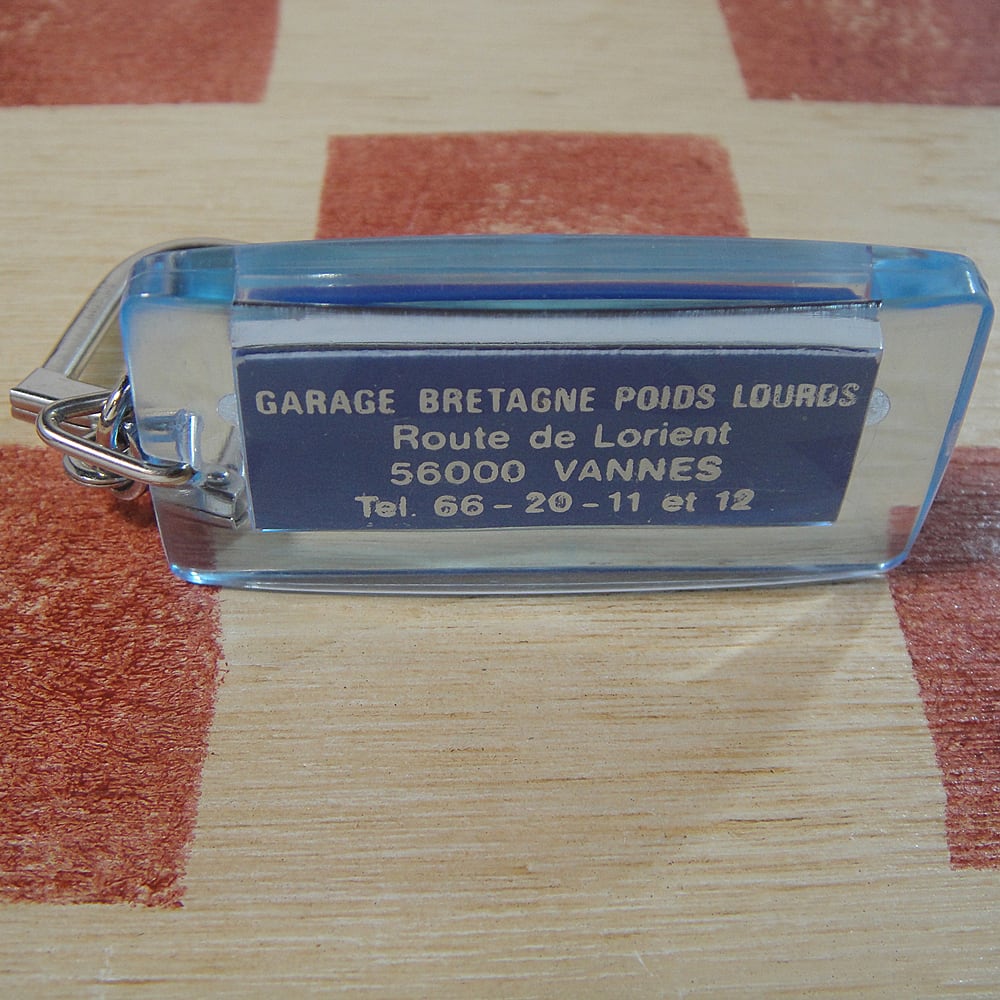 GARAGE BRETAGNE POIDS LOURDS
Route de Lorient
56000 VANNES
Tel. 66-20-11 et 12